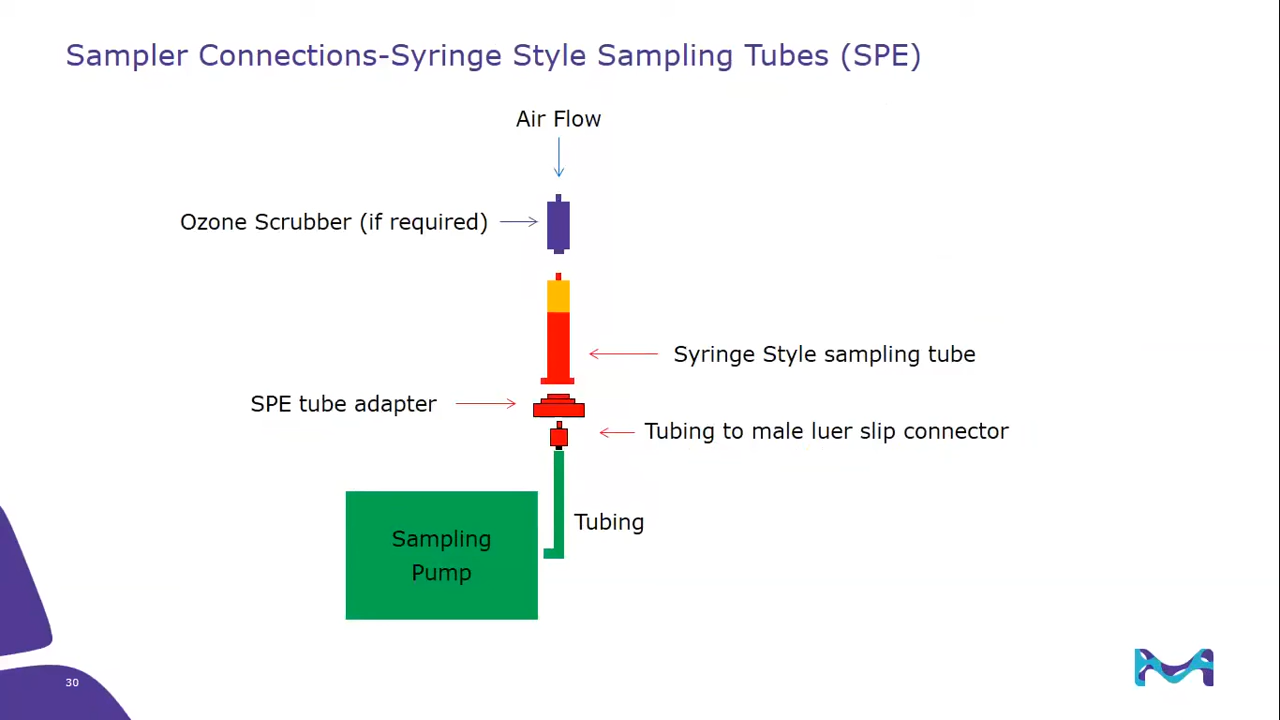 Sampler Connections-Syringe Style Sampling Tubes (SPE)
Air Flow
Ozone Scrubber (if required)
Syringe Style sampling tube
SPE tube adapter
Tubing to male luer slip connector
Tubing
Sampling
Pump
30